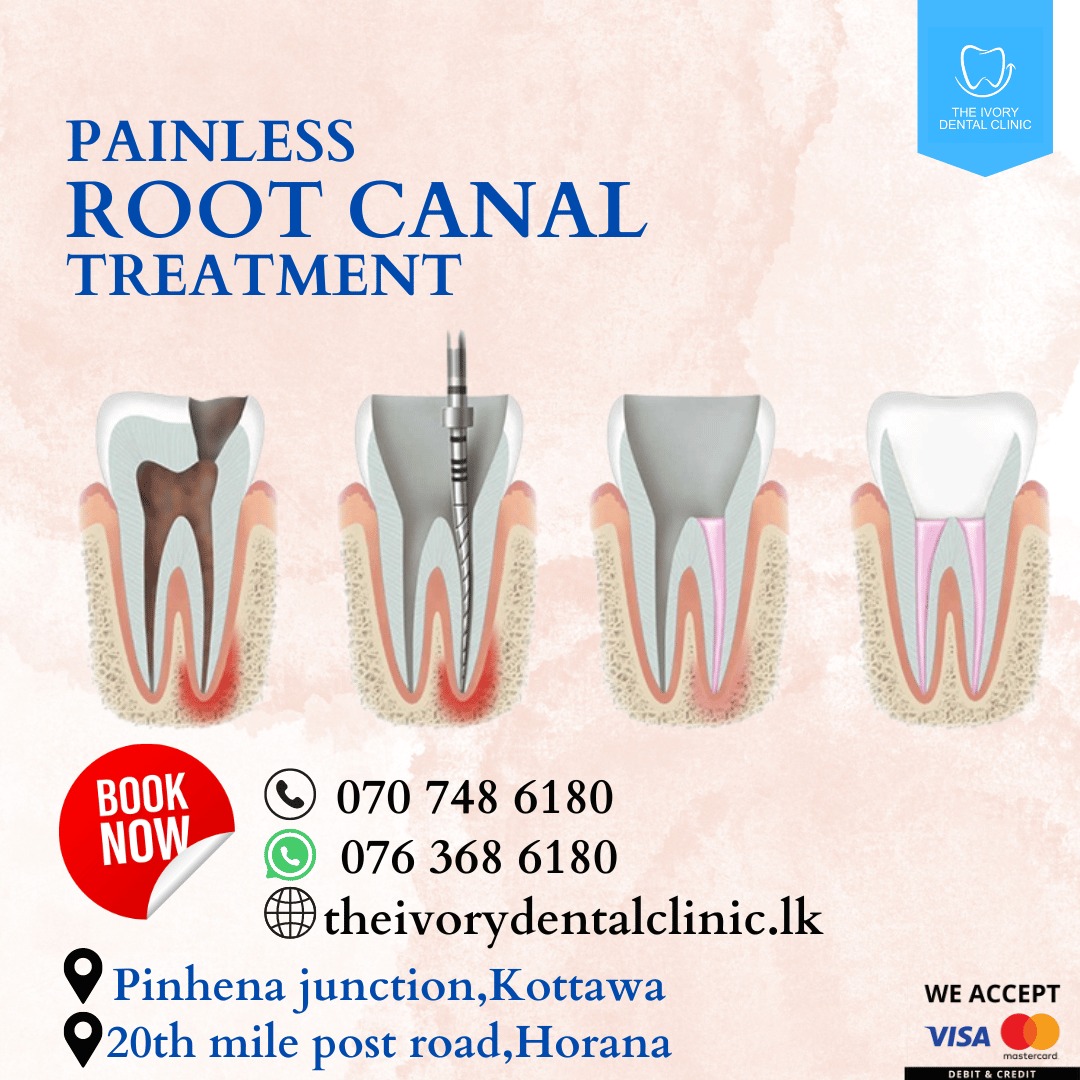 THE IVORY
DENTAL CLINIC
PAINLESS
ROOT CANAL
TREATMENT
BOOK
NOW
070 748 6180
076 368 6180
theivorydentalclinic.lk
Pinhena junction,Kottawa
20th mile post road,Horana
WE ACCEPT
VISA
mastercard
DEBIT & CREDIT